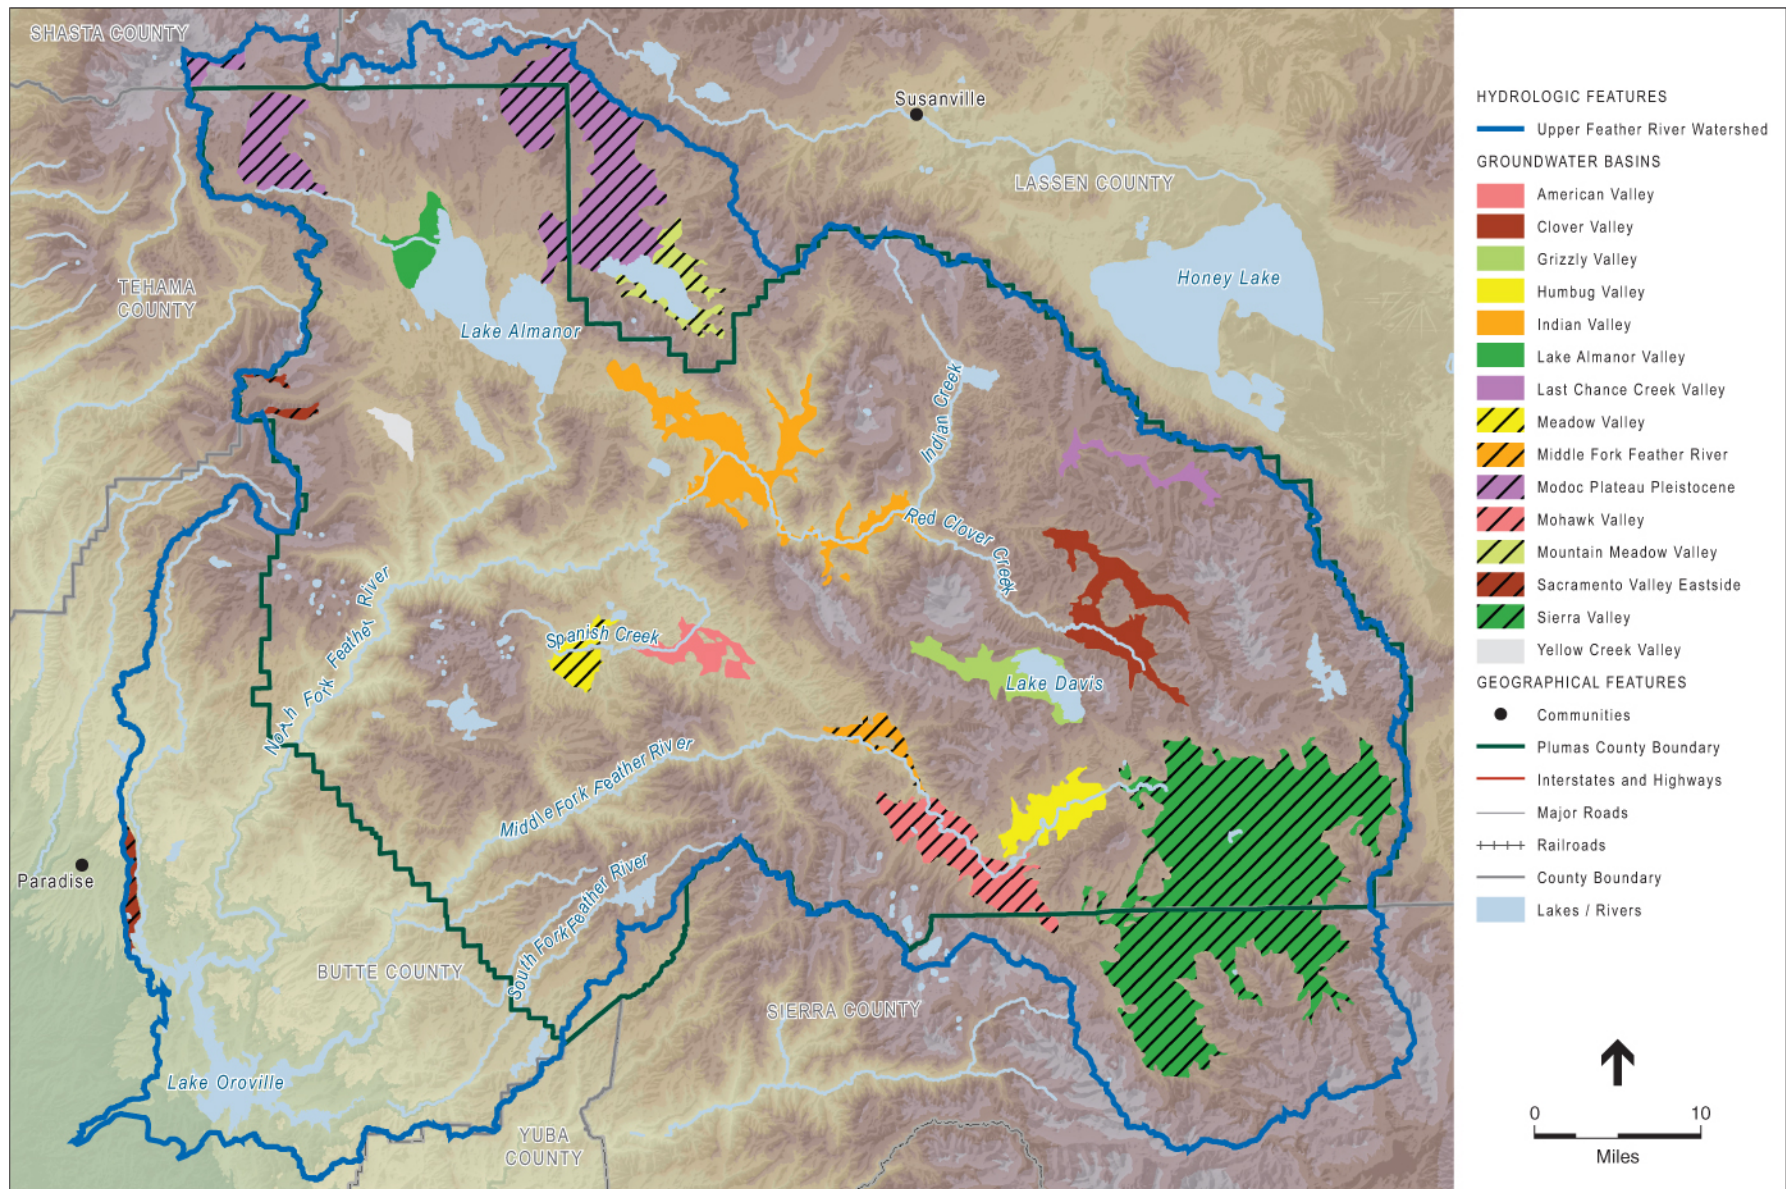 SHASTA COUNTY
Susanville
LASSEN COUNTY
TEHAMA
COUNTY
Honey Lake
Lake Almanor
Indian Creek
Red Clover Creek
North Fork Feather River
Spanish Creek
Lake Davis
Middle Fork Feather River
South Fork Feather River
Paradise
BUTTE COUNTY
SIERRA COUNTY
Lake Oroville
YUBA
COUNTY
HYDROLOGIC FEATURES
Upper Feather River Watershed
GROUNDWATER BASINS
American Valley
Clover Valley
Grizzly Valley
Humbug Valley
Indian Valley
Lake Almanor Valley
Last Chance Creek Valley
Meadow Valley
Middle Fork Feather River
Modoc Plateau Pleistocene
Mohawk Valley
Mountain Meadow Valley
Sacramento Valley Eastside
Sierra Valley
Yellow Creek Valley
GEOGRAPHICAL FEATURES
Communities
Plumas County Boundary
Interstates and Highways
Major Roads
Railroads
County Boundary
Lakes / Rivers
0 10
Miles